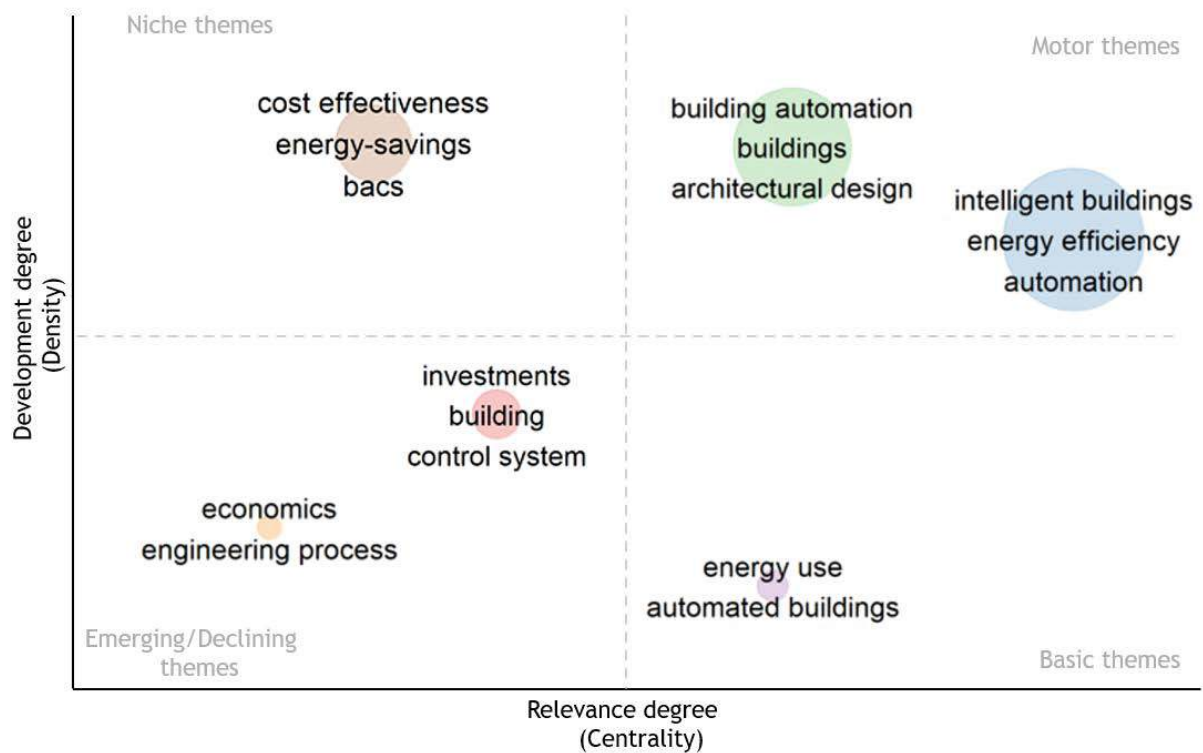 Niche themes
Motor themes
cost effectiveness
energy-savings
bacs
building automation
buildings
architectural design
intelligent buildings
energy efficiency
automation
Development degree
(Density)
investments
building
control system
economics
engineering process
energy use
automated buildings
Emerging/Declining
themes
Basic themes
Relevance degree
(Centrality)